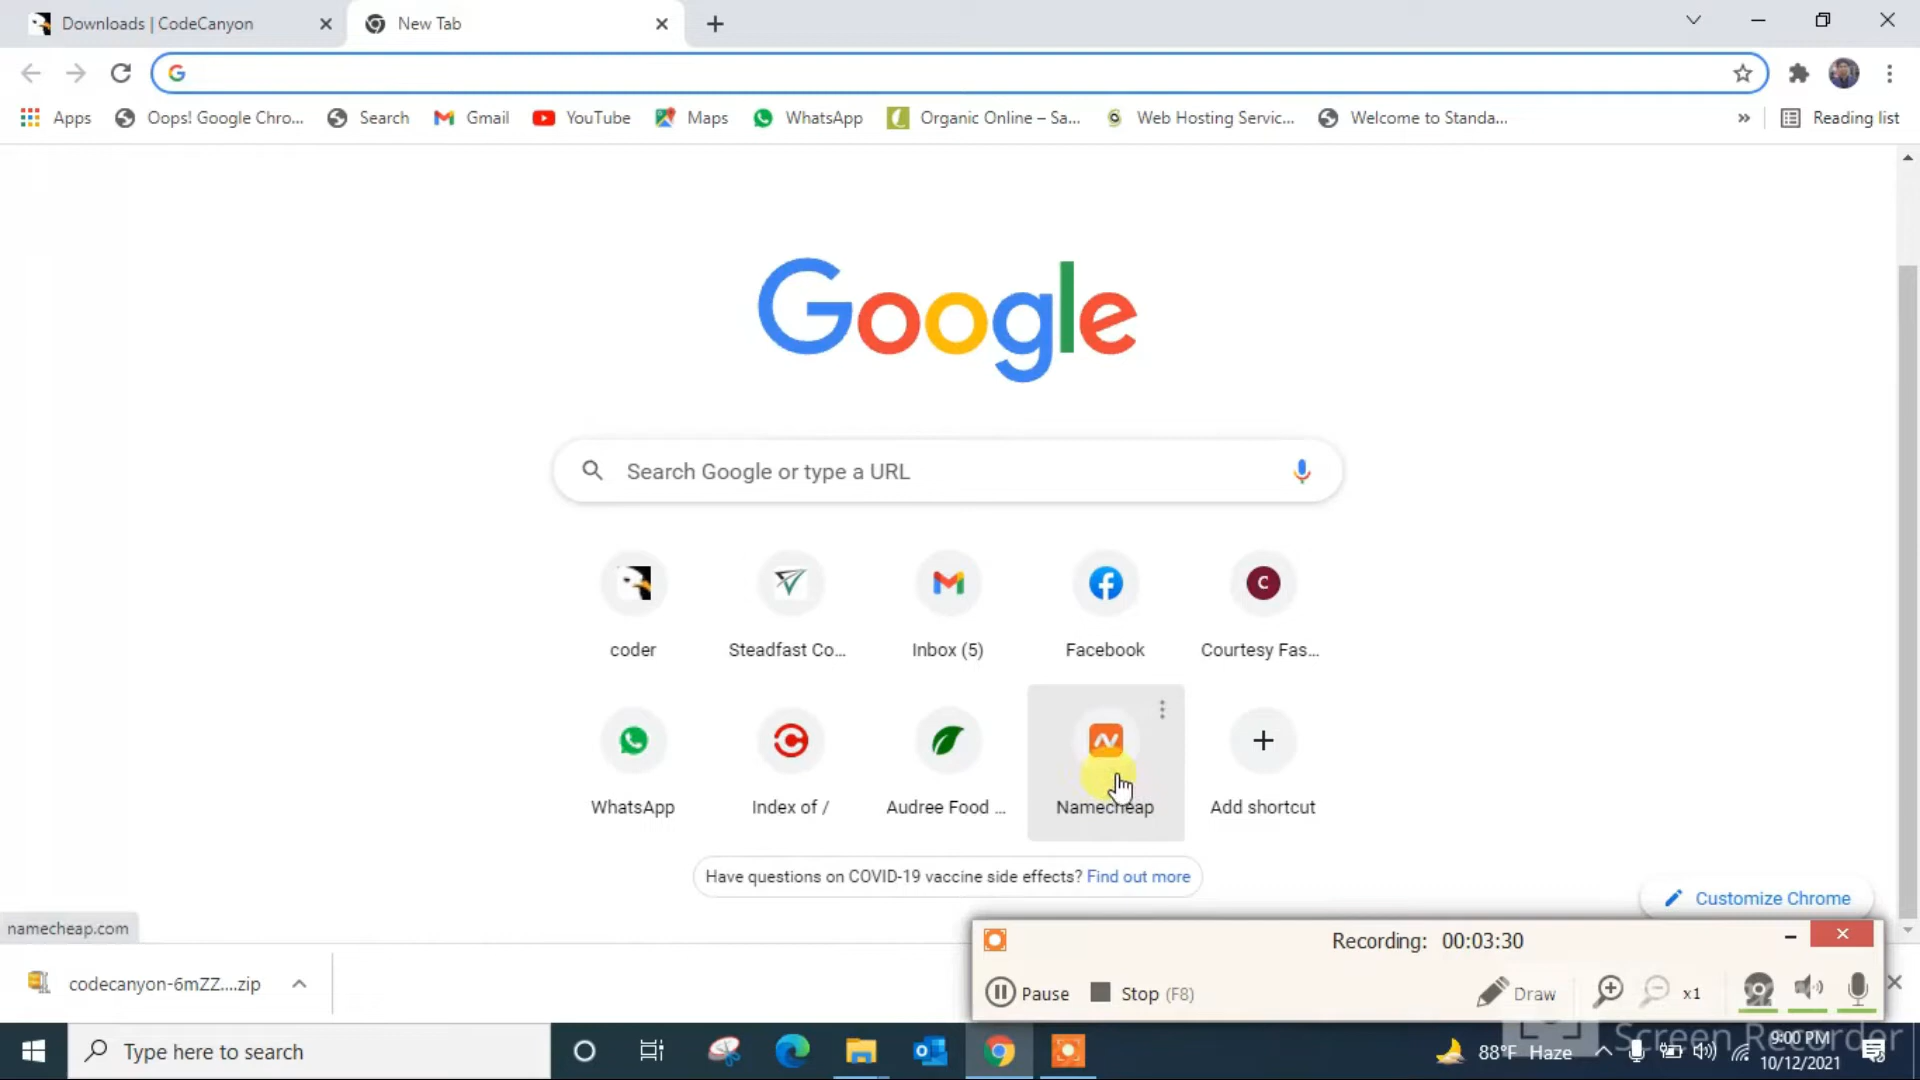 Downloads | CodeCanyon
New Tab
Apps
Oops! Google Chro...
Search
Gmail
YouTube
Maps
WhatsApp
Organic Online – Sa...
Web Hosting Servic...
Welcome to Standa...
»
Reading list
Google
Search Google or type a URL
coder
Steadfast Co...
Inbox (5)
Facebook
C
Courtesy Fas...
WhatsApp
Index of /
Audree Food ...
Namecheap
Add shortcut
Have questions on COVID-19 vaccine side effects? Find out more
Customize Chrome
namecheap.com
Recording: 00:03:30
codecanyon-6mZZ....zip
Pause
Stop (F8)
Draw
x1
Screen Recorder
Type here to search
88°F Haze
9:00 PM
10/12/2021